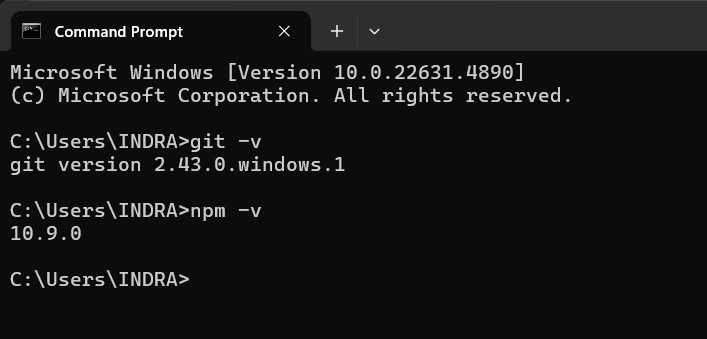 Command Prompt
Microsoft Windows [Version 10.0.22631.4890]
(c) Microsoft Corporation. All rights reserved.
C:\Users\INDRA>git -v
git version 2.43.0.windows.1
C:\Users\INDRA>npm -v
10.9.0
C:\Users\INDRA>